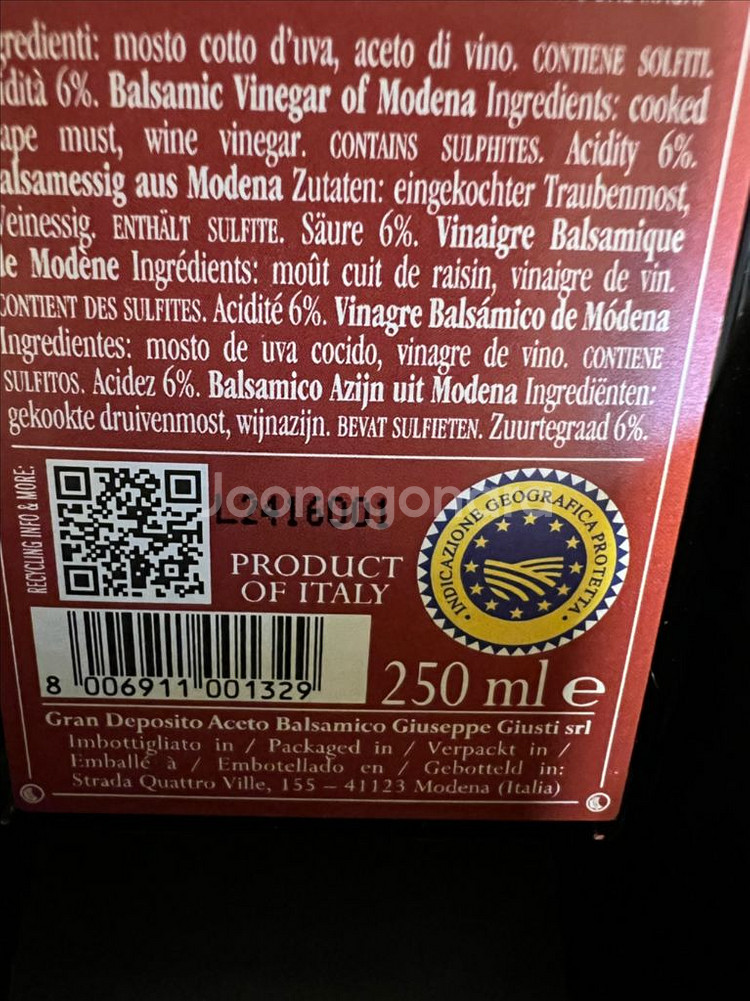 redienti: mosto cotto d'uva, aceto di vino. CONTIENE SOLFITI.
idità 6%. Balsamic Vinegar of Modena Ingredients: cooked
ape must, wine vinegar. CONTAINS SULPHITES. Acidity 6%.
alsamessig aus Modena Zutaten: eingekochter Traubenmost,
einessig. ENTHÄLT SULFITE. Säure 6%. Vinaigre Balsamique
de Modène Ingrédients: moût cuit de raisin, vinaigre de vin.
CONTIENT DES SULFITES. Acidité 6%. Vinagre Balsámico de Módena
Ingredientes: mosto de uva cocido, vinagre de vino. CONTIENE
SULFITOS. Acidez 6%. Balsamico Azijn uit Modena Ingrediënten:
gekookte druivenmost, wijnazijn. BEVAT SULFIETEN. Zuurtegraad 6%.
RECYCLING INFO & MORE:
PRODUCT
OF ITALY
INDICAZIONE GEOGRAFICA PROTETTA
8 006911 001329
250 ml e
Gran Deposito Aceto Balsamico Giuseppe Giusti srl
Imbottigliato in / Packaged in / Verpackt in /
Emballé à / Embotellado en / Gebotteld in:
Strada Quattro Ville, 155 – 41123 Modena (Italia)